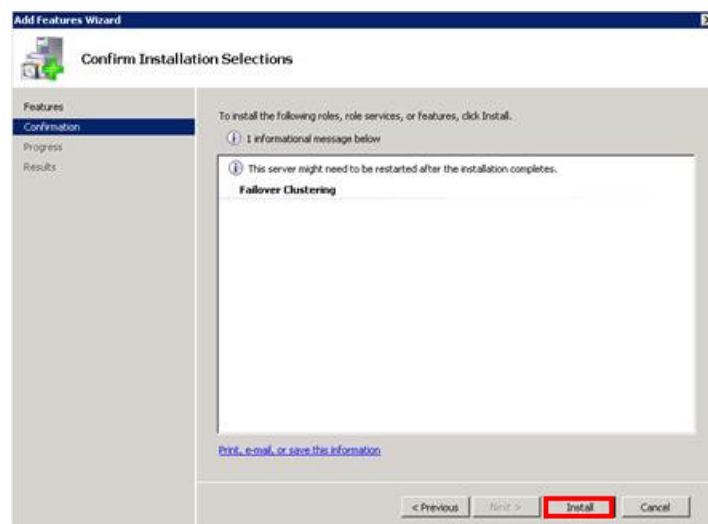 Add Features Wizard
Confirm Installation Selections
Features
Confirmation
Progress
Results
To install the following roles, role services, or features, click Install.
1 informational message below
This server might need to be restarted after the installation completes.
Failover Clustering
Print, e-mail, or save this information
< Previous
Next >
Install
Cancel